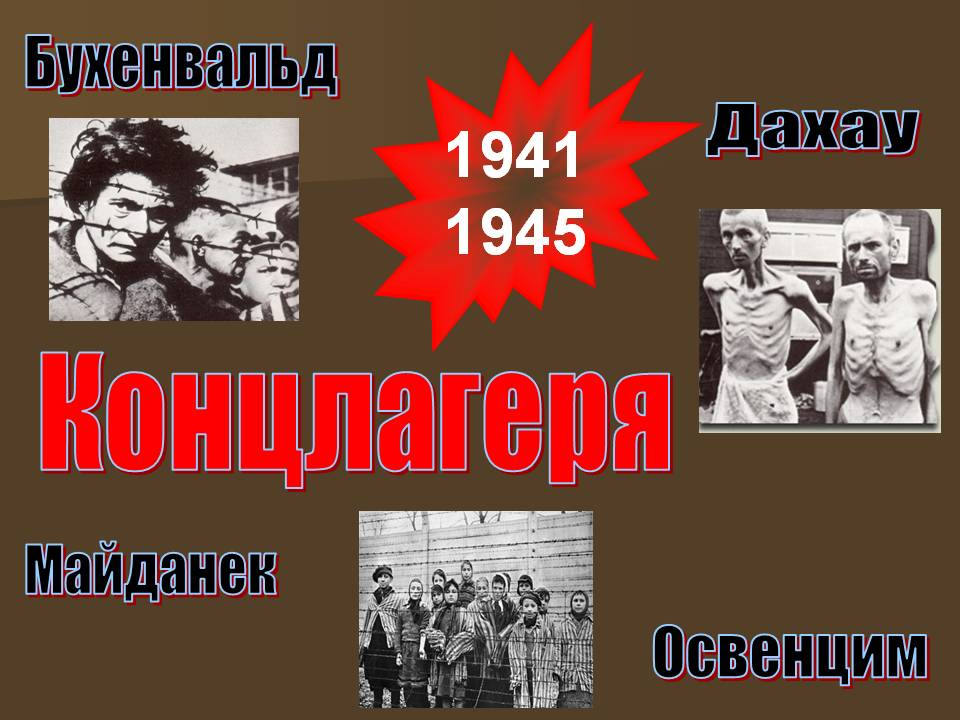 Бухенвальд
1941
1945
Дахау
Концлагеря
Майданек
Освенцим